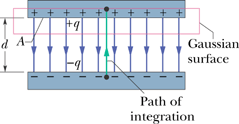 + + + + + + + + +
+q
A
Gaussian
surface
d
−q
− − − − − − − − −
Path of
integration